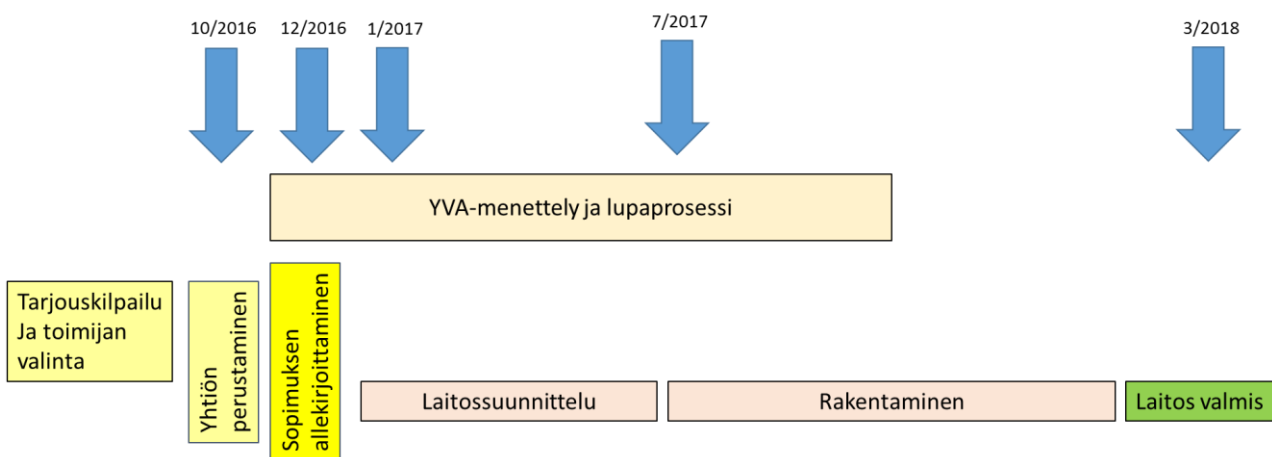 10/2016
12/2016
1/2017
7/2017
3/2018
YVA-menettely ja lupaprosessi
Tarjouskilpailu
Ja toimijan
valinta
Yhtiön
perustaminen
Sopimuksen
allekirjoittaminen
Laitossuunnittelu
Rakentaminen
Laitos valmis